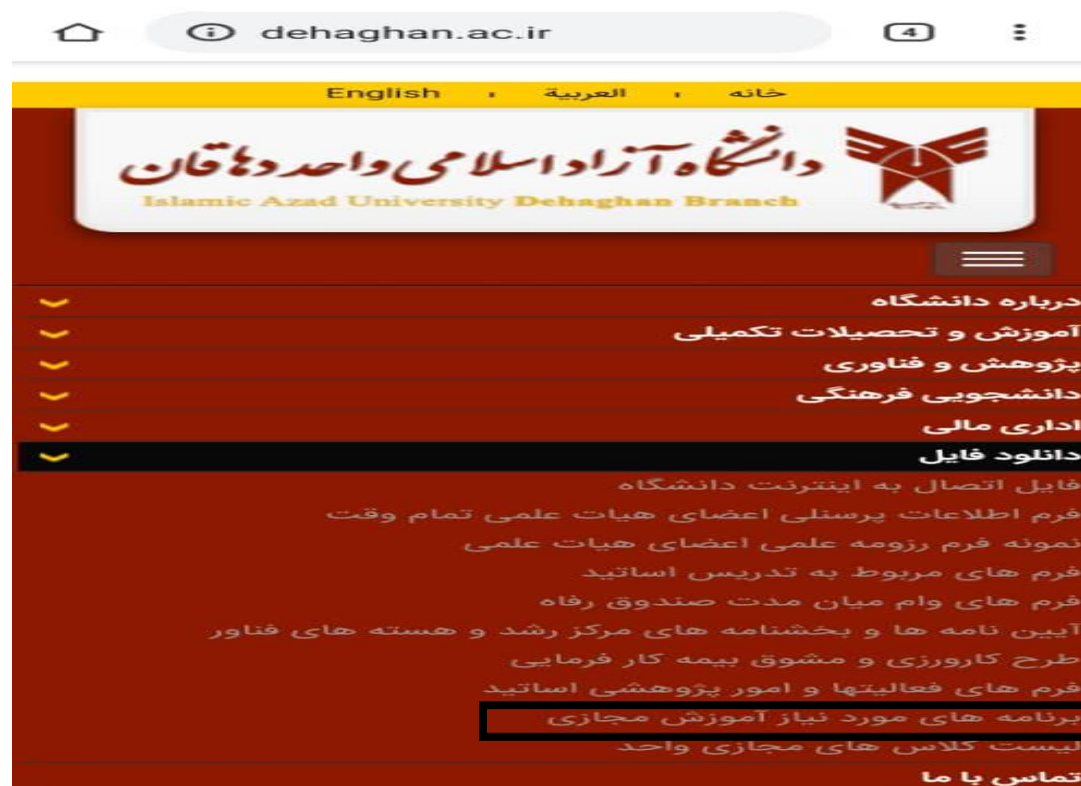 dehaghan.ac.ir
4
خانه ، العربية ، English
دانشگاه آزاد اسلامی واحد دهاقان
Islamic Azad University Dehaghan Branch
درباره دانشگاه
آموزش و تحصیلات تکمیلی
پژوهش و فناوری
دانشجویی فرهنگی
اداری مالی
دانلود فایل
فایل اتصال به اینترنت دانشگاه
فرم اطلاعات پرسنلی اعضای هیات علمی تمام وقت
نمونه فرم رزومه علمی اعضای هیات علمی
فرم های مربوط به تدریس اساتید
فرم های وام میان مدت صندوق رفاه
آیین نامه ها و بخشنامه های مرکز رشد و هسته های فناور
طرح کارورزی و مشوق بیمه کار فرمایی
فرم های فعالیتها و امور پژوهشی اساتید
برنامه های مورد نیاز آموزش مجازی
لیست کلاس های مجازی واحد
تماس با ما